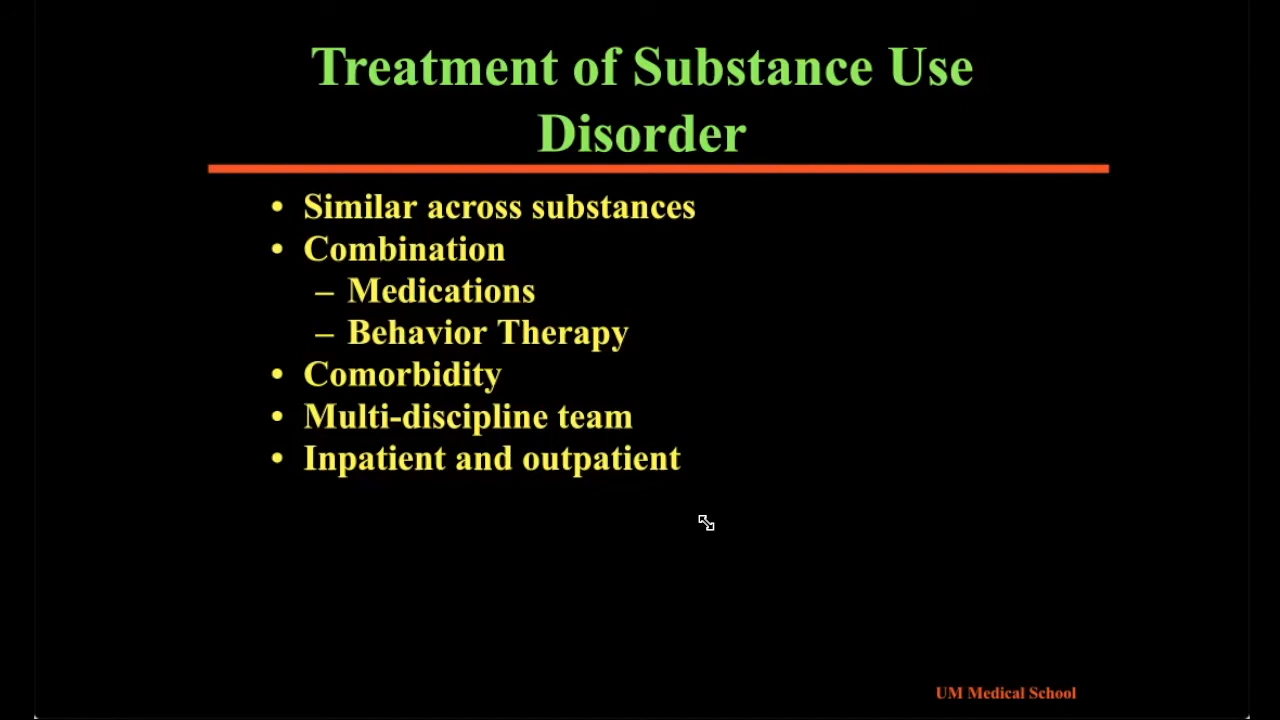 Treatment of Substance Use
Disorder
• Similar across substances
• Combination
– Medications
– Behavior Therapy
• Comorbidity
• Multi-discipline team
• Inpatient and outpatient
UM Medical School